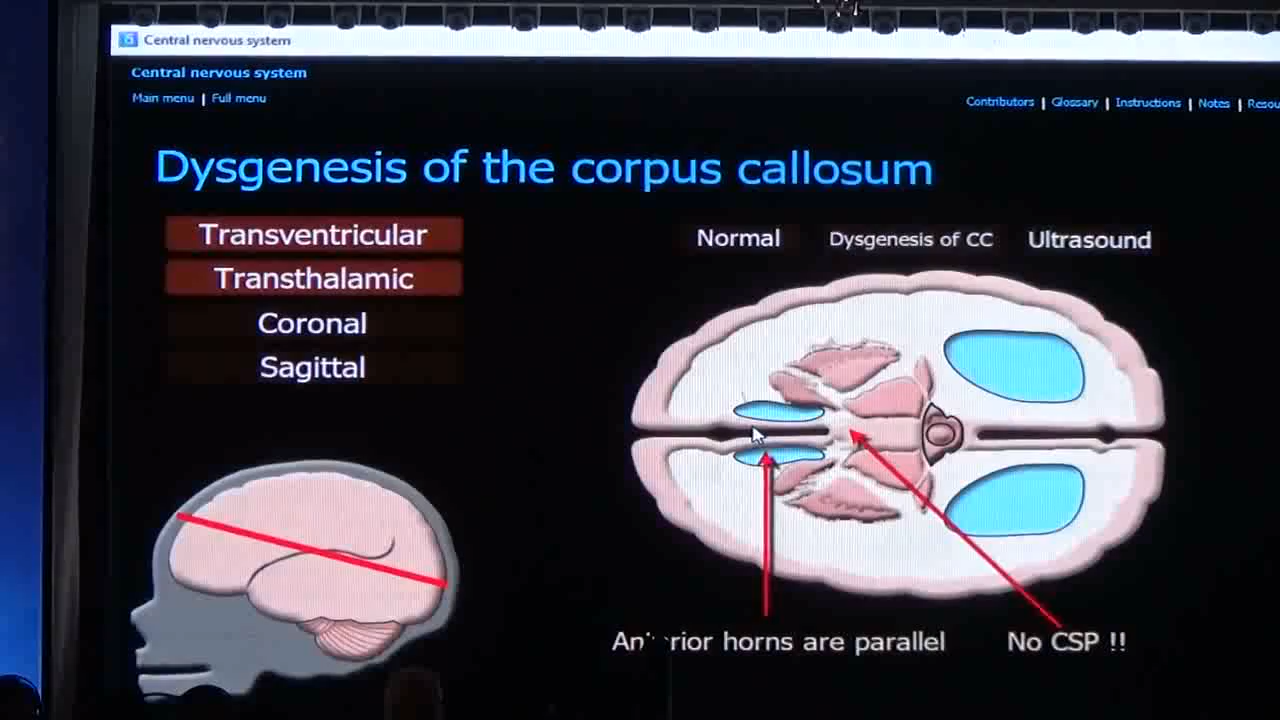 Central nervous system
Central nervous system
Main menu | Full menu
Contributors | Glossary | Instructions | Notes |
Dysgenesis of the corpus callosum
Transventricular
Transthalamic
Coronal
Sagittal
Normal
Dysgenesis of CC
Ultrasound
Anterior horns are parallel
No CSP !!